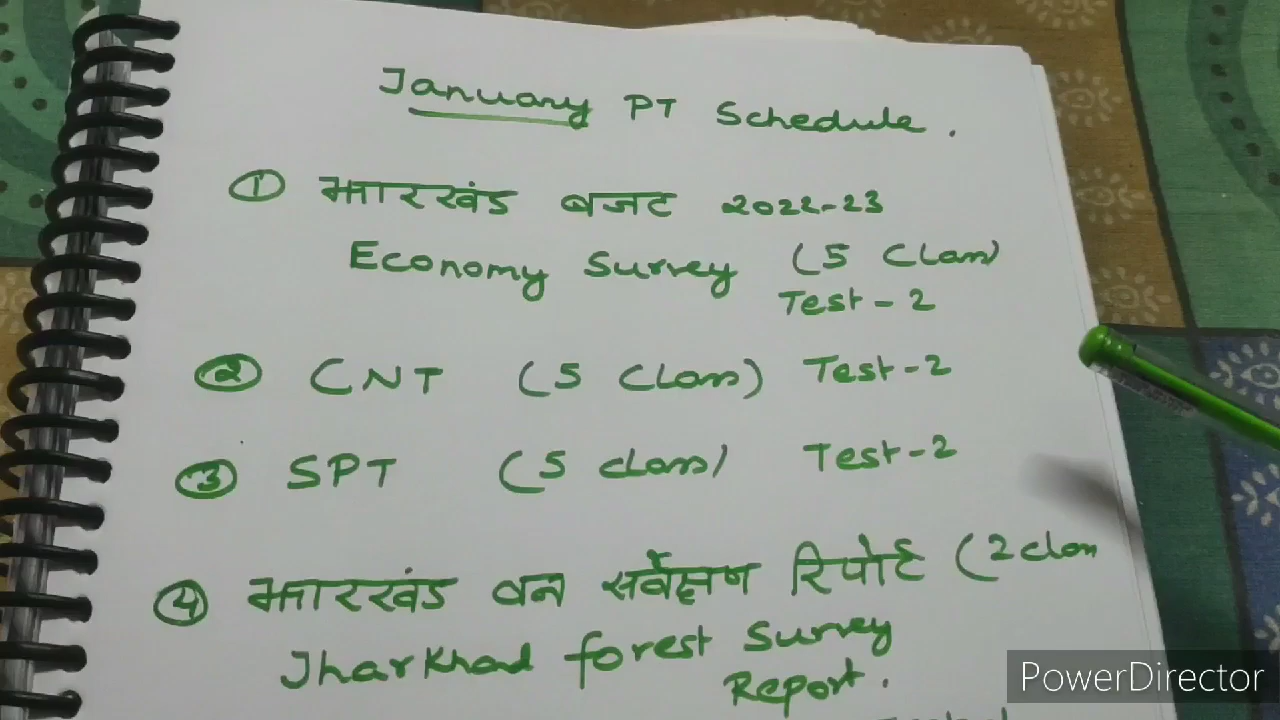 January PT Schedule.
① झारखंड बजट 2022-23
Economy Survey (5 Class)
Test-2
② CNT (5 Class) Test-2
③ SPT (5 class) Test-2
④ झारखंड वन सर्वेक्षण रिपोर्ट (2 class
Jharkhad forest Survey
Report.
PowerDirector